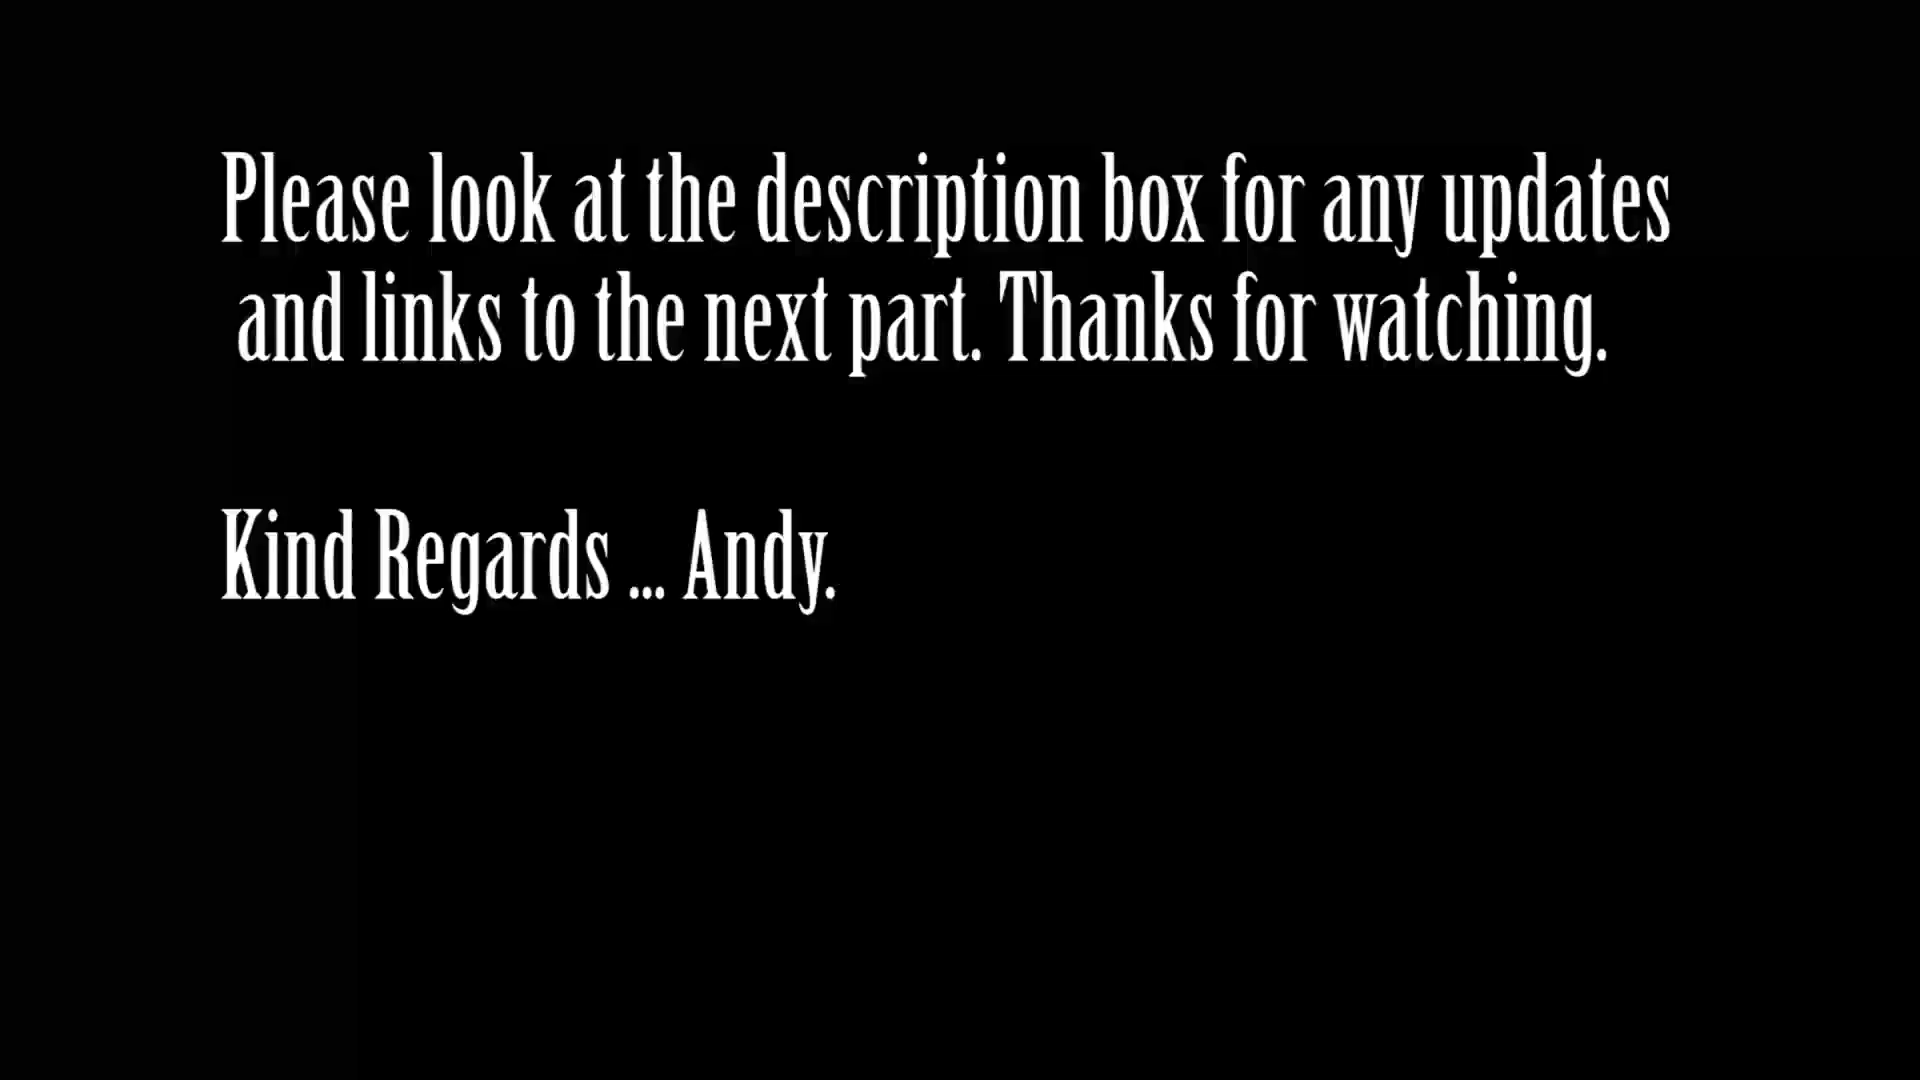 Please look at the description box for any updates
and links to the next part. Thanks for watching.
Kind Regards ... Andy.